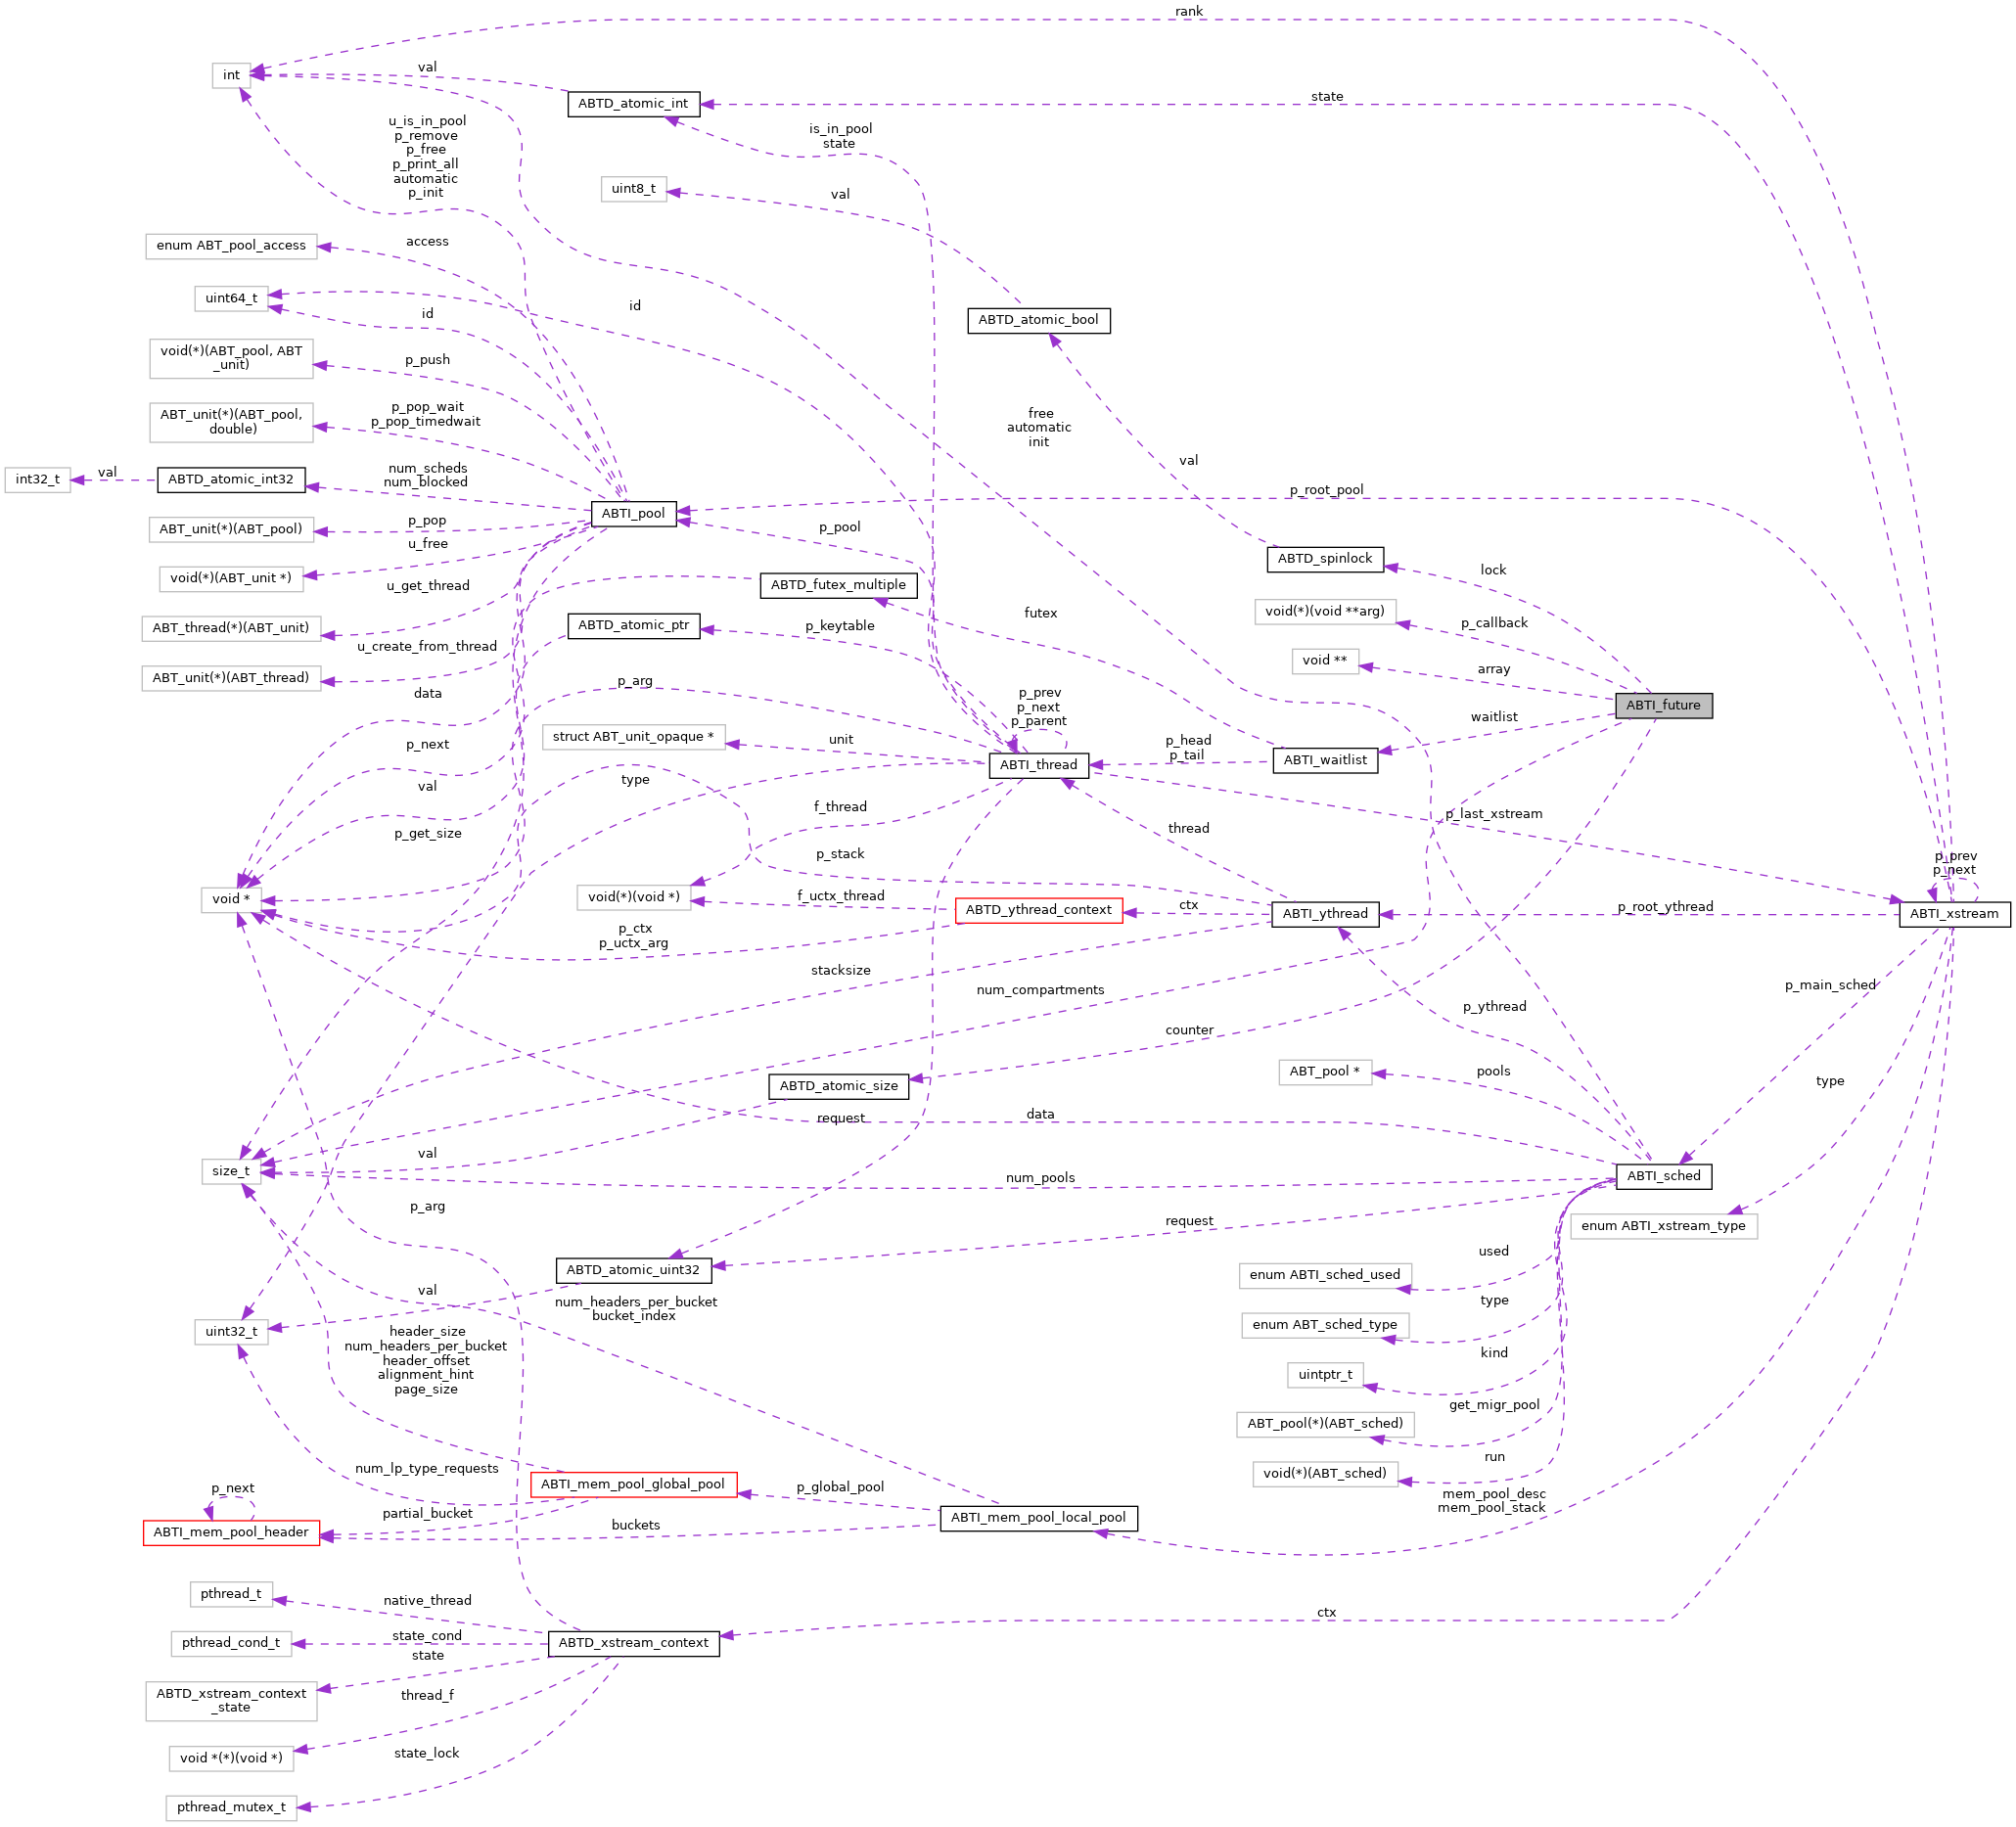 rank
int
val
ABTD_atomic_int
state
u_is_in_pool
p_remove
p_free
p_print_all
automatic
p_init
is_in_pool
state
uint8_t
val
enum ABT_pool_access
access
uint64_t
id
id
ABTD_atomic_bool
void(*)(ABT_pool, ABT
_unit)
p_push
ABT_unit(*)(ABT_pool,
double)
p_pop_wait
p_pop_timedwait
free
automatic
init
val
int32_t
val
ABTD_atomic_int32
num_scheds
num_blocked
p_root_pool
ABTI_pool
ABT_unit(*)(ABT_pool)
p_pop
p_pool
u_free
void(*)(ABT_unit *)
ABTD_spinlock
lock
u_get_thread
ABTD_futex_multiple
futex
void(*)(void **arg)
p_callback
ABT_thread(*)(ABT_unit)
ABTD_atomic_ptr
p_keytable
u_create_from_thread
void **
array
ABT_unit(*)(ABT_thread)
p_arg
data
p_prev
p_next
p_parent
ABTI_future
waitlist
struct ABT_unit_opaque *
unit
p_next
p_head
p_tail
ABTI_waitlist
ABTI_thread
type
val
f_thread
p_last_xstream
p_get_size
thread
p_stack
p_prev
p_next
void *
void(*)(void *)
f_uctx_thread
ABTD_ythread_context
ctx
ABTI_ythread
p_root_ythread
ABTI_xstream
p_ctx
p_uctx_arg
stacksize
num_compartments
p_main_sched
p_ythread
counter
ABTD_atomic_size
ABT_pool *
pools
type
request
data
val
size_t
num_pools
ABTI_sched
p_arg
request
enum ABTI_xstream_type
used
ABTD_atomic_uint32
enum ABTI_sched_used
val
num_headers_per_bucket
bucket_index
type
uint32_t
enum ABT_sched_type
header_size
num_headers_per_bucket
header_offset
alignment_hint
page_size
kind
uintptr_t
get_migr_pool
ABT_pool(*)(ABT_sched)
run
num_lp_type_requests
void(*)(ABT_sched)
ABTI_mem_pool_global_pool
p_global_pool
p_next
mem_pool_desc
mem_pool_stack
partial_bucket
ABTI_mem_pool_header
buckets
ABTI_mem_pool_local_pool
pthread_t
native_thread
ctx
pthread_cond_t
state_cond
ABTD_xstream_context
state
ABTD_xstream_context
_state
thread_f
void *(*)(void *)
state_lock
pthread_mutex_t